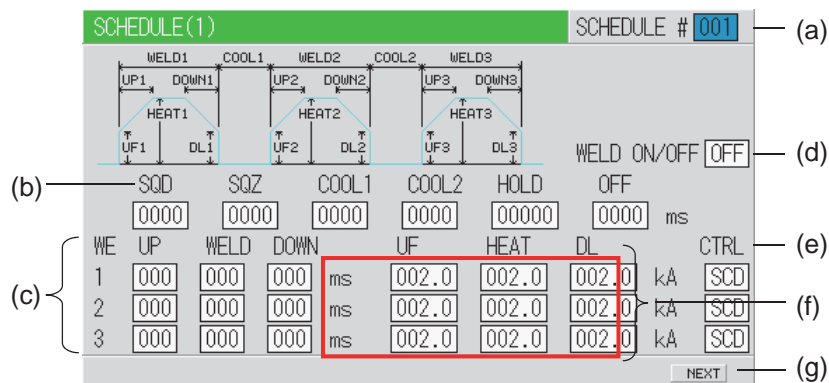 SCHEDULE(1) SCHEDULE # 001 (a)
WELD1 COOL1 WELD2 COOL2 WELD3
UP1 DOWN1 UP2 DOWN2 UP3 DOWN3
HEAT1 HEAT2 HEAT3
UF1 DL1 UF2 DL2 UF3 DL3
WELD ON/OFF OFF (d)
(b) SQD SQZ COOL1 COOL2 HOLD OFF
0000 0000 0000 0000 00000 0000 ms
WE UP WELD DOWN UF HEAT DL CTRL (e)
1 000 000 000 ms 002.0 002.0 002.0 kA SCD
(c) 2 000 000 000 ms 002.0 002.0 002.0 kA SCD (f)
3 000 000 000 ms 002.0 002.0 002.0 kA SCD
NEXT (g)